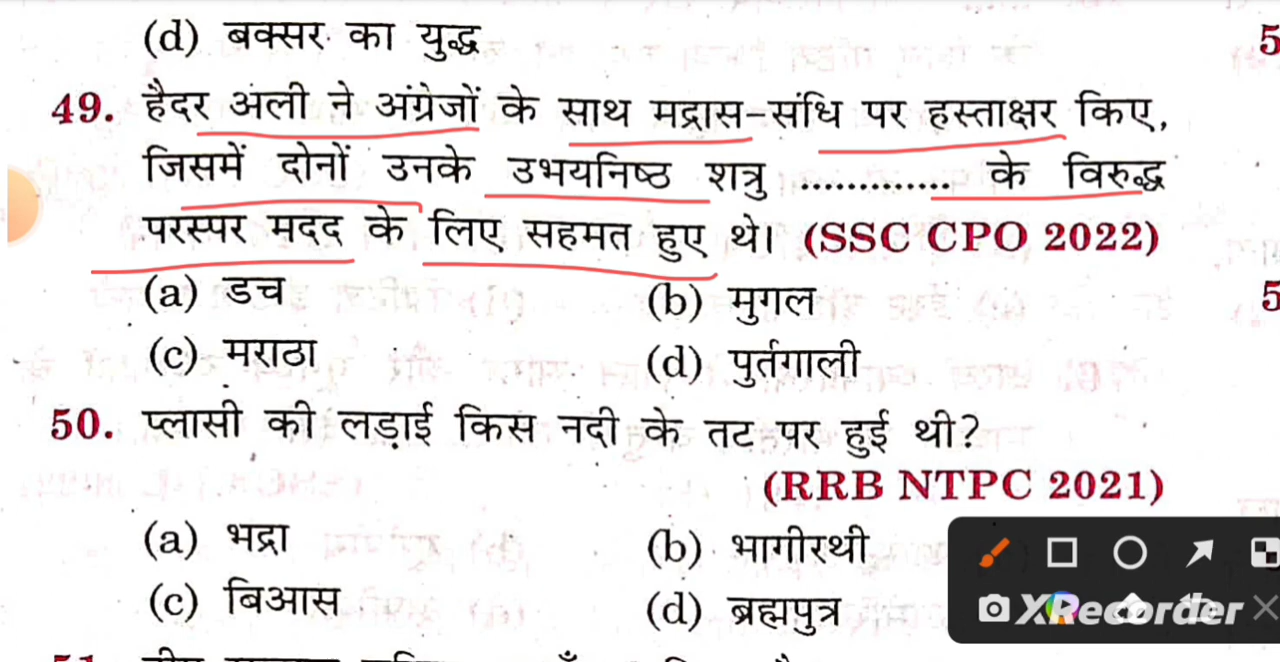 (d) बक्सर का युद्ध
5
49. हैदर अली ने अंग्रेजों के साथ मद्रास-संधि पर हस्ताक्षर किए,
जिसमें दोनों उनके उभयनिष्ठ शत्रु .............. के विरुद्ध
परस्पर मदद के लिए सहमत हुए थे। (SSC CPO 2022)
(a) डच (b) मुगल
5
(c) मराठा (d) पुर्तगाली
50. प्लासी की लड़ाई किस नदी के तट पर हुई थी?
(RRB NTPC 2021)
(a) भद्रा (b) भागीरथी
(c) बिआस (d) ब्रह्मपुत्र
XRecorder